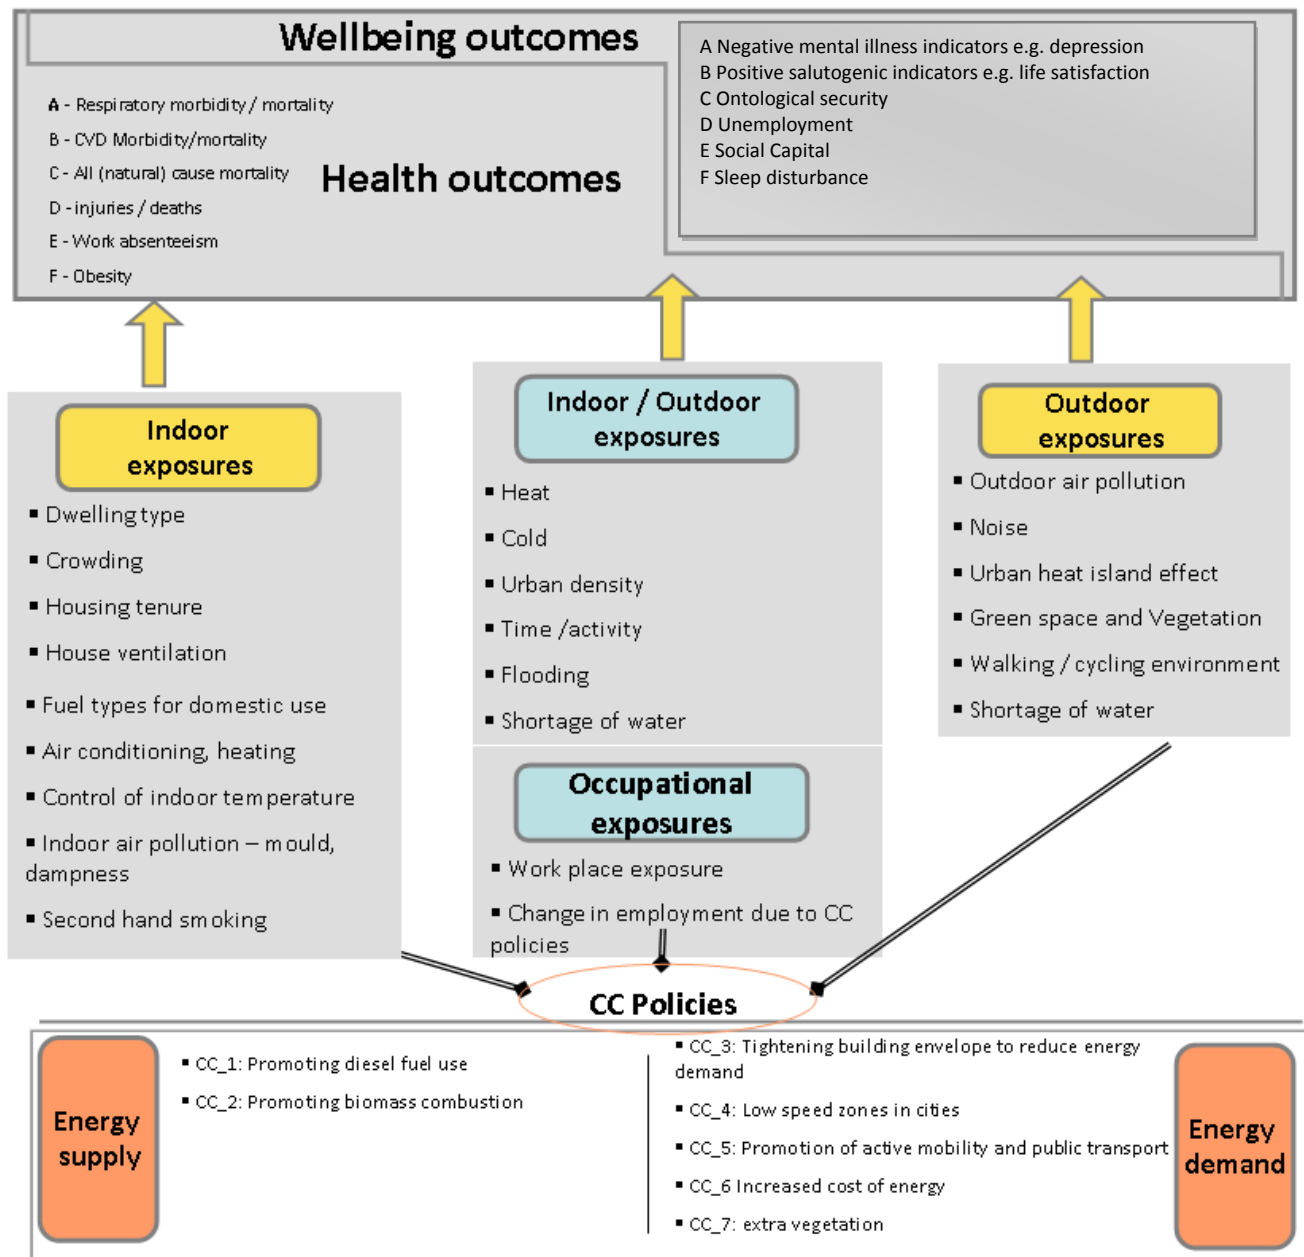 Wellbeing outcomes
A - Respiratory morbidity / mortality
B - CVD Morbidity/mortality
C - All (natural) cause mortality
D - injuries / deaths
E - Work absenteeism
F - Obesity
Health outcomes
A Negative mental illness indicators e.g. depression
B Positive salutogenic indicators e.g. life satisfaction
C Ontological security
D Unemployment
E Social Capital
F Sleep disturbance
Indoor
exposures
▪ Dwelling type
▪ Crowding
▪ Housing tenure
▪ House ventilation
▪ Fuel types for domestic use
▪ Air conditioning, heating
▪ Control of indoor temperature
▪ Indoor air pollution – mould,
dampness
▪ Second hand smoking
Indoor / Outdoor
exposures
▪ Heat
▪ Cold
▪ Urban density
▪ Time /activity
▪ Flooding
▪ Shortage of water
Occupational
exposures
▪ Work place exposure
▪ Change in employment due to CC
policies
Outdoor
exposures
▪ Outdoor air pollution
▪ Noise
▪ Urban heat island effect
▪ Green space and Vegetation
▪ Walking / cycling environment
▪ Shortage of water
CC Policies
Energy
supply
▪ CC_1: Promoting diesel fuel use
▪ CC_2: Promoting biomass combustion
▪ CC_3: Tightening building envelope to reduce energy
demand
▪ CC_4: Low speed zones in cities
▪ CC_5: Promotion of active mobility and public transport
▪ CC_6 Increased cost of energy
▪ CC_7: extra vegetation
Energy
demand